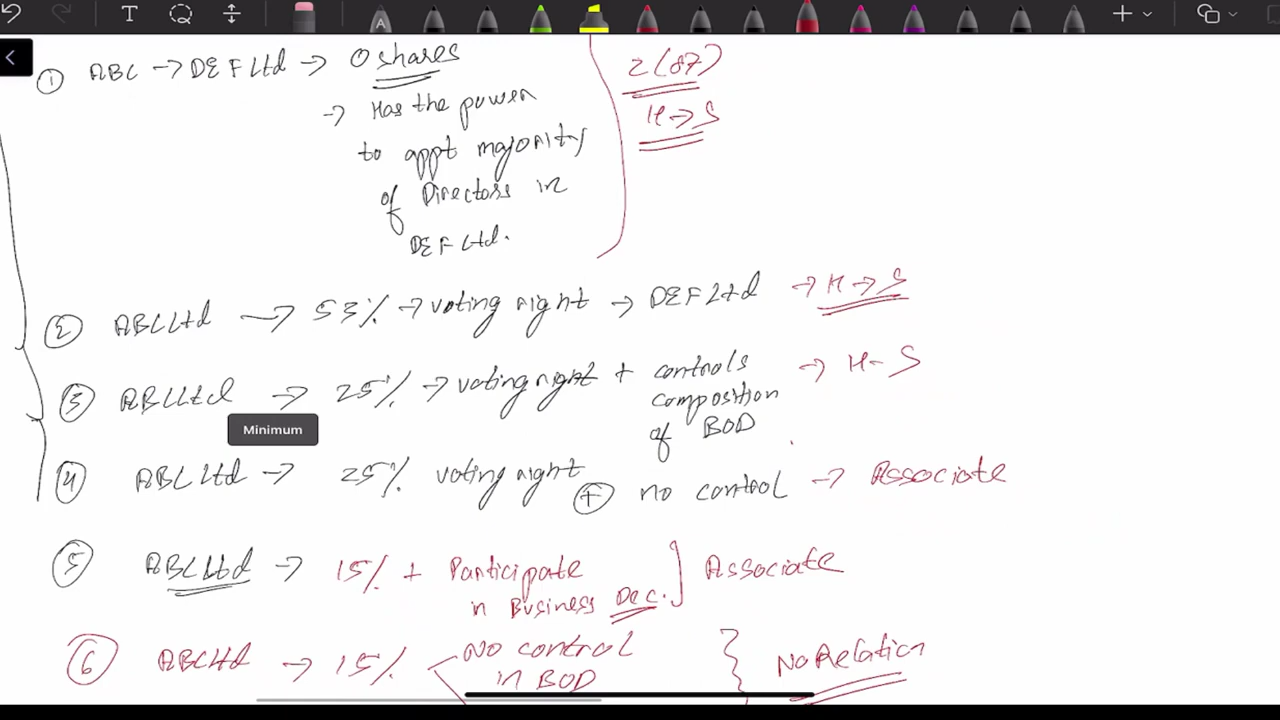 ① ABC → DEF Ltd → 0 shares
→ Has the power
to appt majority
of Directors in
DEF Ltd.
2(87)
H → S
② ABC Ltd → 53% → voting right → DEF Ltd → H → S
③ ABC Ltd → 25% → voting right + controls
composition
of BOD
→ H - S
Minimum
④ ABC Ltd → 25% voting right + no control → Associate
⑤ ABC Ltd → 15% + Participate
in Business Dec.
Associate
⑥ ABC Ltd → 15%
No control
in BOD
No Relation